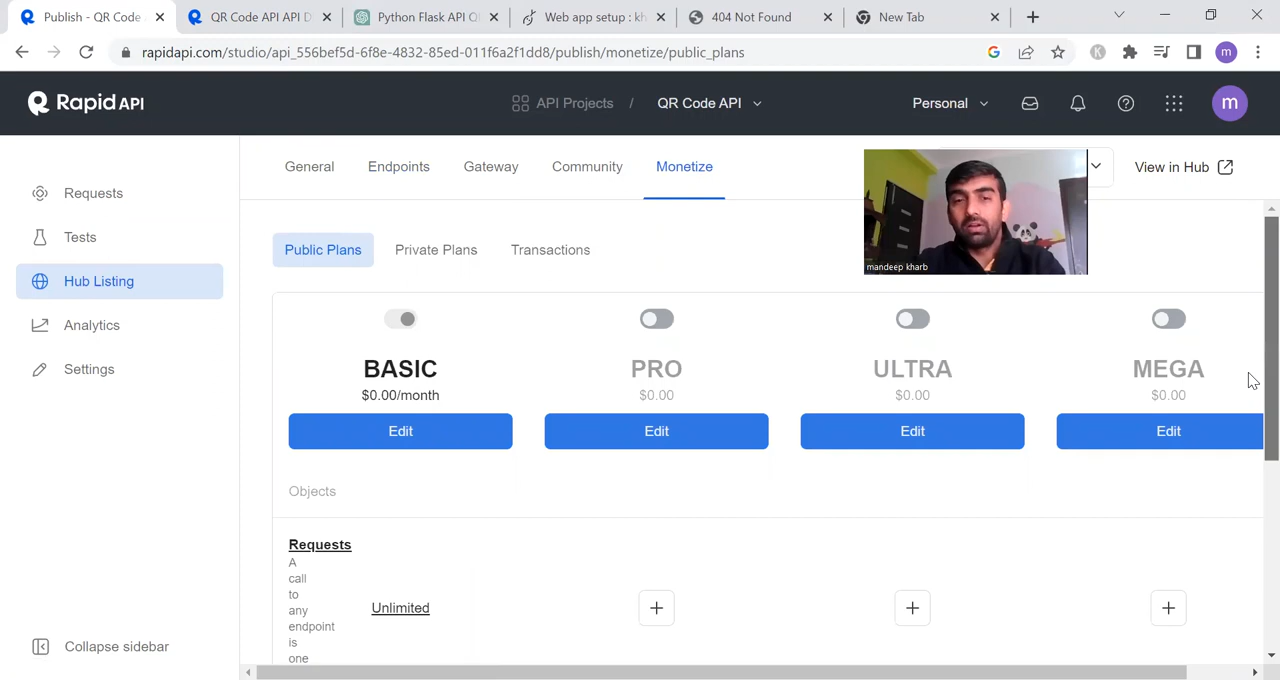 Publish - QR Code
QR Code API API D
Python Flask API Q
Web app setup : kh
404 Not Found
New Tab
rapidapi.com/studio/api_556bef5d-6f8e-4832-85ed-011f6a2f1dd8/publish/monetize/public_plans
K
m
Rapid API
API Projects / QR Code API
Personal
m
Requests
Tests
Hub Listing
Analytics
Settings
Collapse sidebar
General Endpoints Gateway Community Monetize
View in Hub
mandeep kharb
Public Plans Private Plans Transactions
BASIC PRO ULTRA MEGA
$0.00/month $0.00 $0.00 $0.00
Edit Edit Edit Edit
Objects
Requests
A
call
to
any
endpoint
is
one
Unlimited